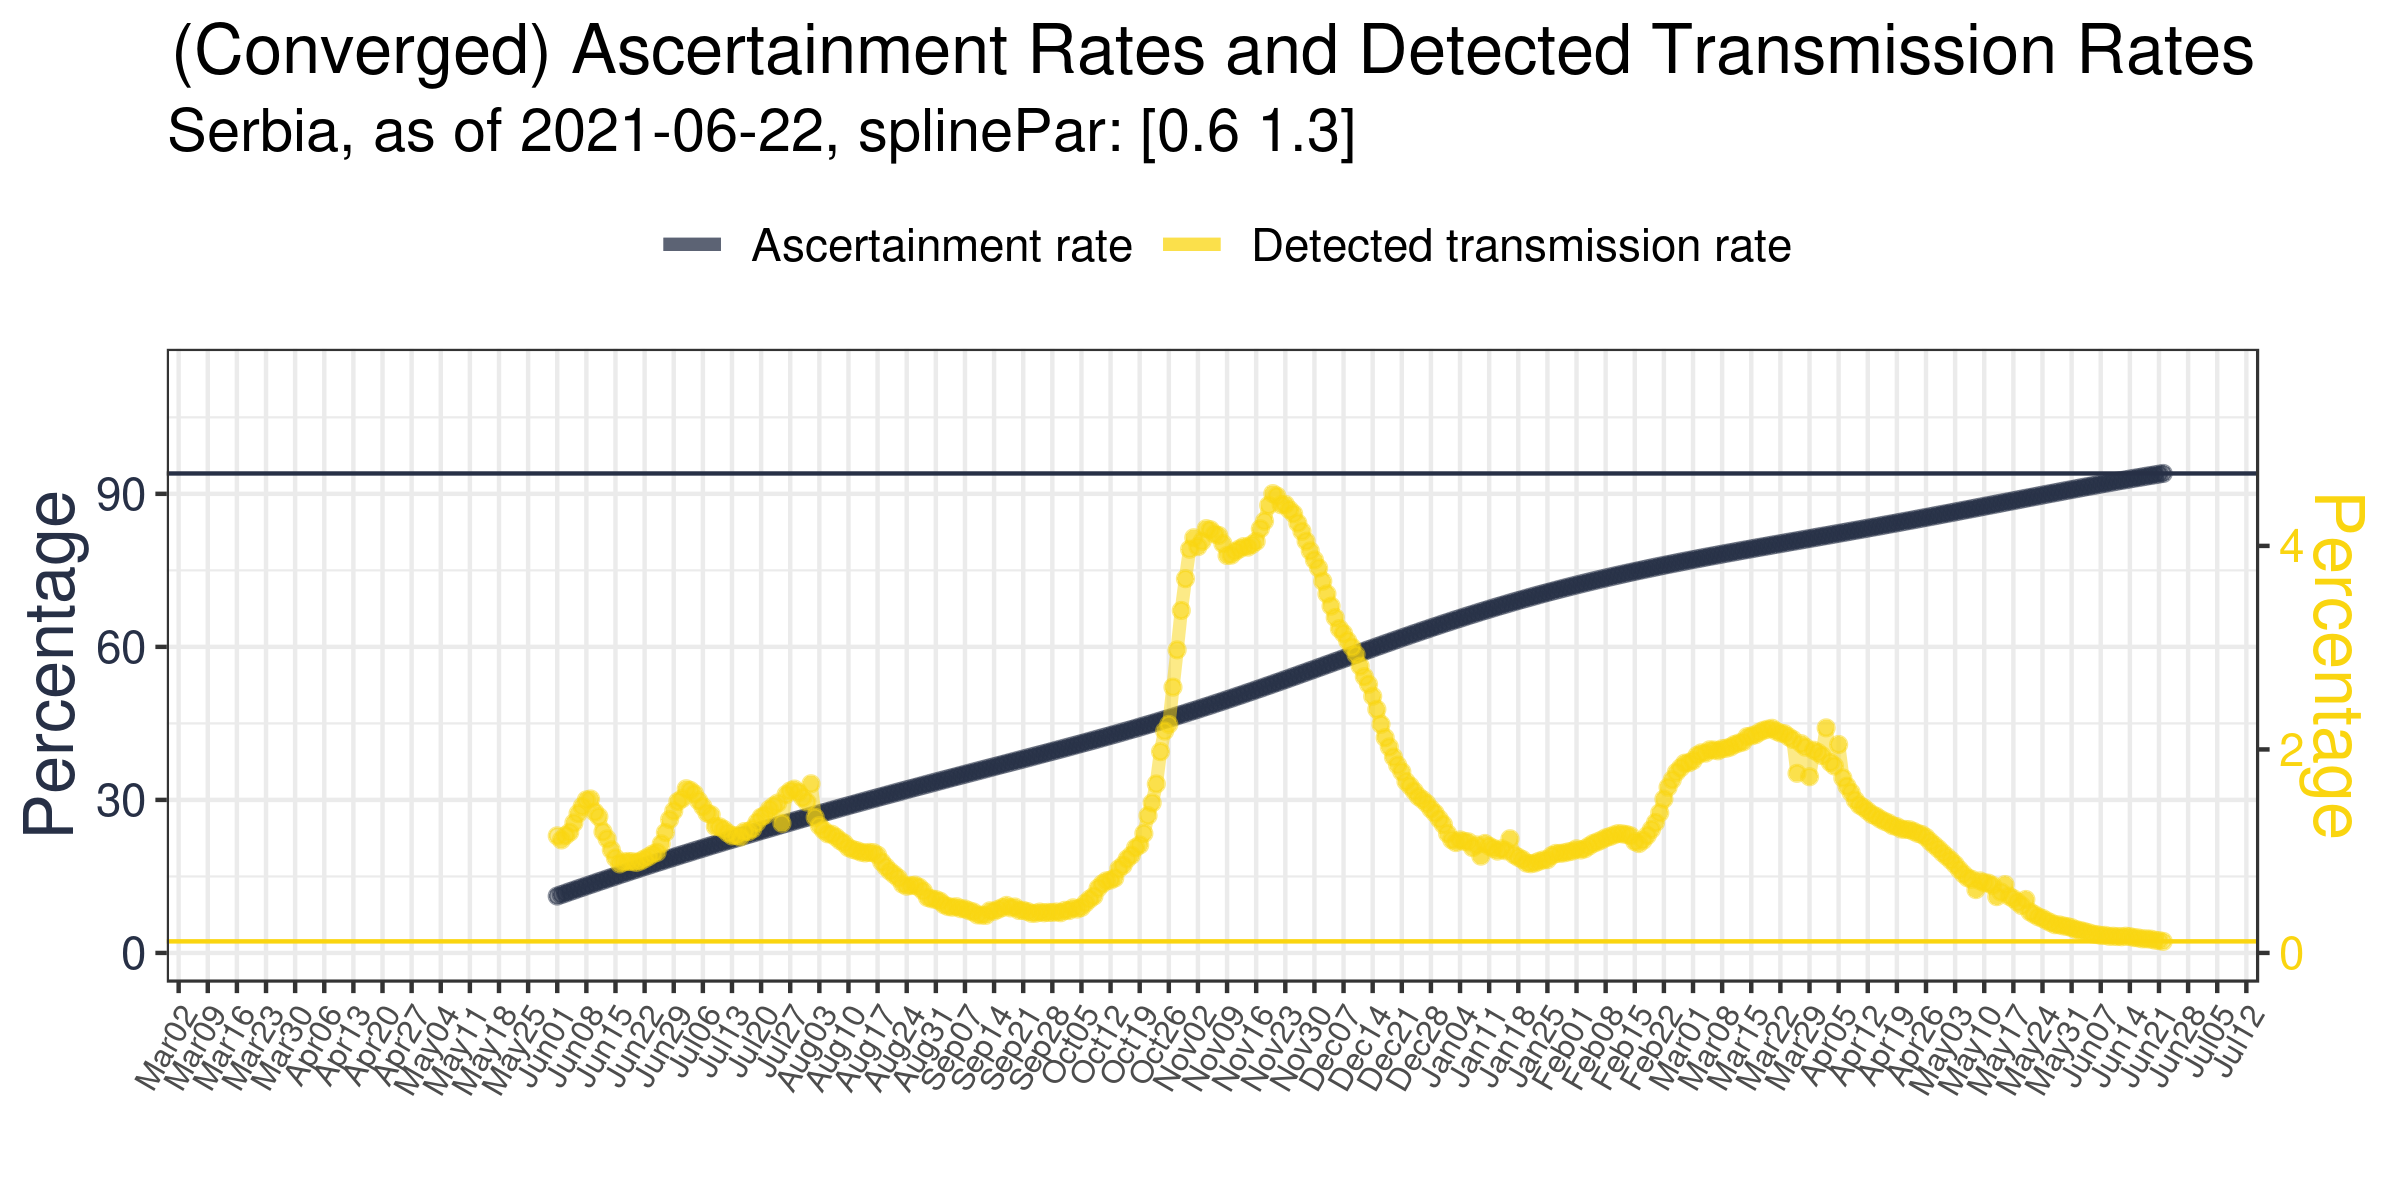 (Converged) Ascertainment Rates and Detected Transmission Rates
Serbia, as of 2021-06-22, splinePar: [0.6 1.3]
Ascertainment rate
Detected transmission rate
Percentage
90
60
30
0
4
2
0
Percentage
Mar02
Mar09
Mar16
Mar23
Mar30
Apr06
Apr13
Apr20
Apr27
May04
May11
May18
May25
Jun01
Jun08
Jun15
Jun22
Jun29
Jul06
Jul13
Jul20
Jul27
Aug03
Aug10
Aug17
Aug24
Aug31
Sep07
Sep14
Sep21
Sep28
Oct05
Oct12
Oct19
Oct26
Nov02
Nov09
Nov16
Nov23
Nov30
Dec07
Dec14
Dec21
Dec28
Jan04
Jan11
Jan18
Jan25
Feb01
Feb08
Feb15
Feb22
Mar01
Mar08
Mar15
Mar22
Mar29
Apr05
Apr12
Apr19
Apr26
May03
May10
May17
May24
May31
Jun07
Jun14
Jun21
Jun28
Jul05
Jul12